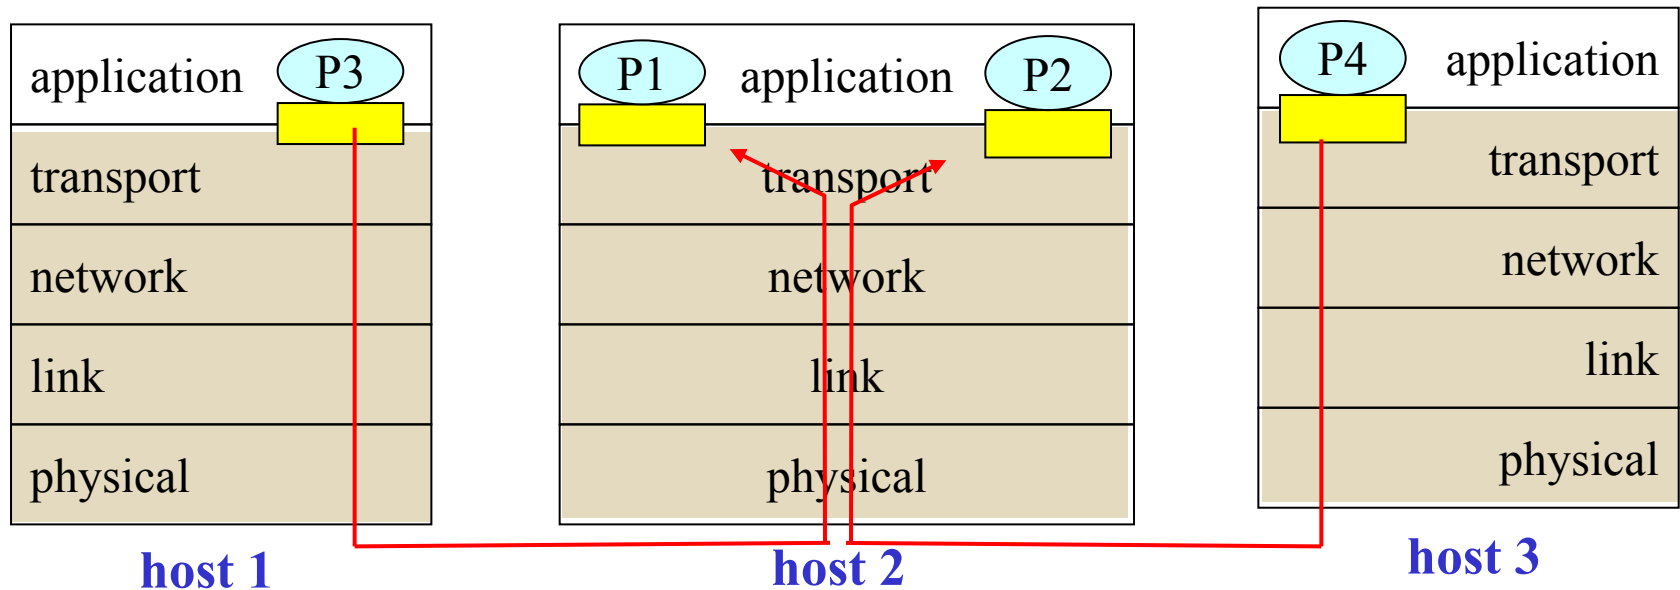 application P3
transport
network
link
physical
host 1
P1 application P2
transport
network
link
physical
host 2
P4 application
transport
network
link
physical
host 3